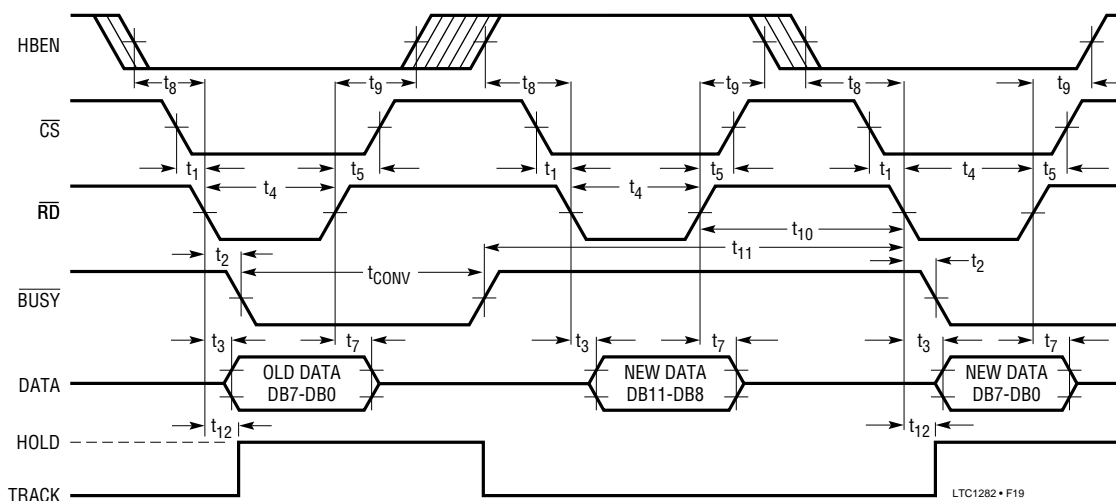 HBEN
t8 t9 t8 t9 t8 t9
CS
t1 t5 t1 t5 t1 t5
t4 t4 t4
RD
t10
t2 t11
tCONV t2
BUSY
t3 t7 t3 t7 t3 t7
DATA
OLD DATA
DB7-DB0
NEW DATA
DB11-DB8
NEW DATA
DB7-DB0
t12 t12
HOLD
TRACK
LTC1282 • F19